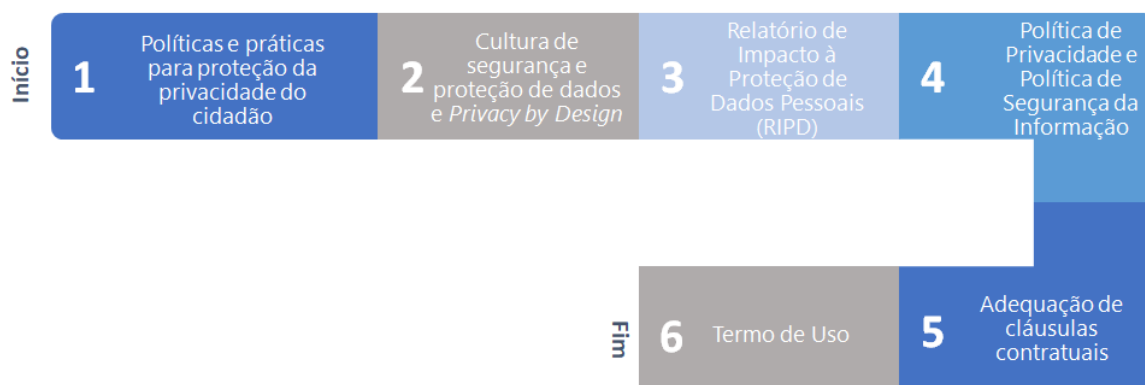 Início
1
Políticas e práticas
para proteção da
privacidade do
cidadão
2
Cultura de
segurança e
proteção de dados
e Privacy by Design
3
Relatório de
Impacto à
Proteção de
Dados Pessoais
(RIPD)
4
Política de
Privacidade e
Política de
Segurança da
Informação
5
Adequação de
cláusulas
contratuais
6
Termo de Uso
Fim